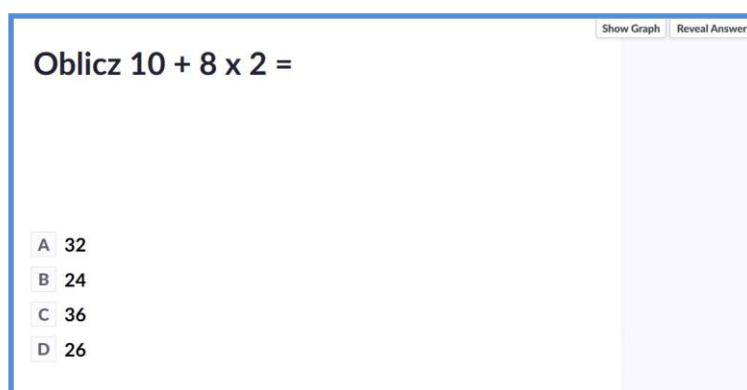 Show Graph Reveal Answer
Oblicz 10 + 8 x 2 =
A 32
B 24
C 36
D 26